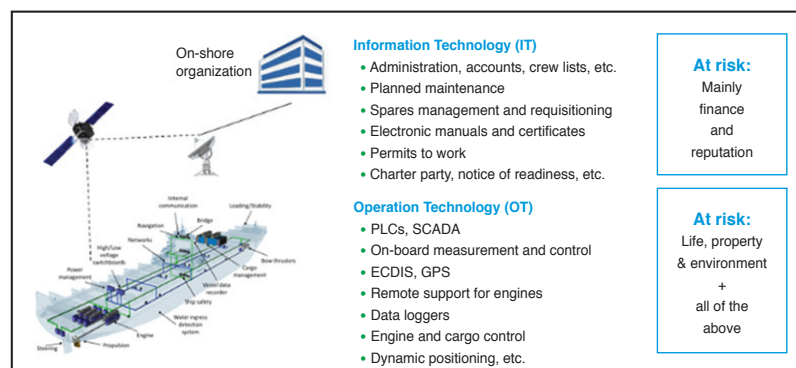 On-shore
organization
Information Technology (IT)
• Administration, accounts, crew lists, etc.
• Planned maintenance
• Spares management and requisitioning
• Electronic manuals and certificates
• Permits to work
• Charter party, notice of readiness, etc.
At risk:
Mainly
finance
and
reputation
Operation Technology (OT)
• PLCs, SCADA
• On-board measurement and control
• ECDIS, GPS
• Remote support for engines
• Data loggers
• Engine and cargo control
• Dynamic positioning, etc.
At risk:
Life, property
& environment
+
all of the
above
Internal
communication
Loading/Stability
Navigation
Bridge
High/Low
voltage
switchboards
Networks
Power
management
Cargo
management
Bow thrusters
Vessel data
recorder
Ship safety
Water ingress
detection
system
Engine
Propulsion
Steering